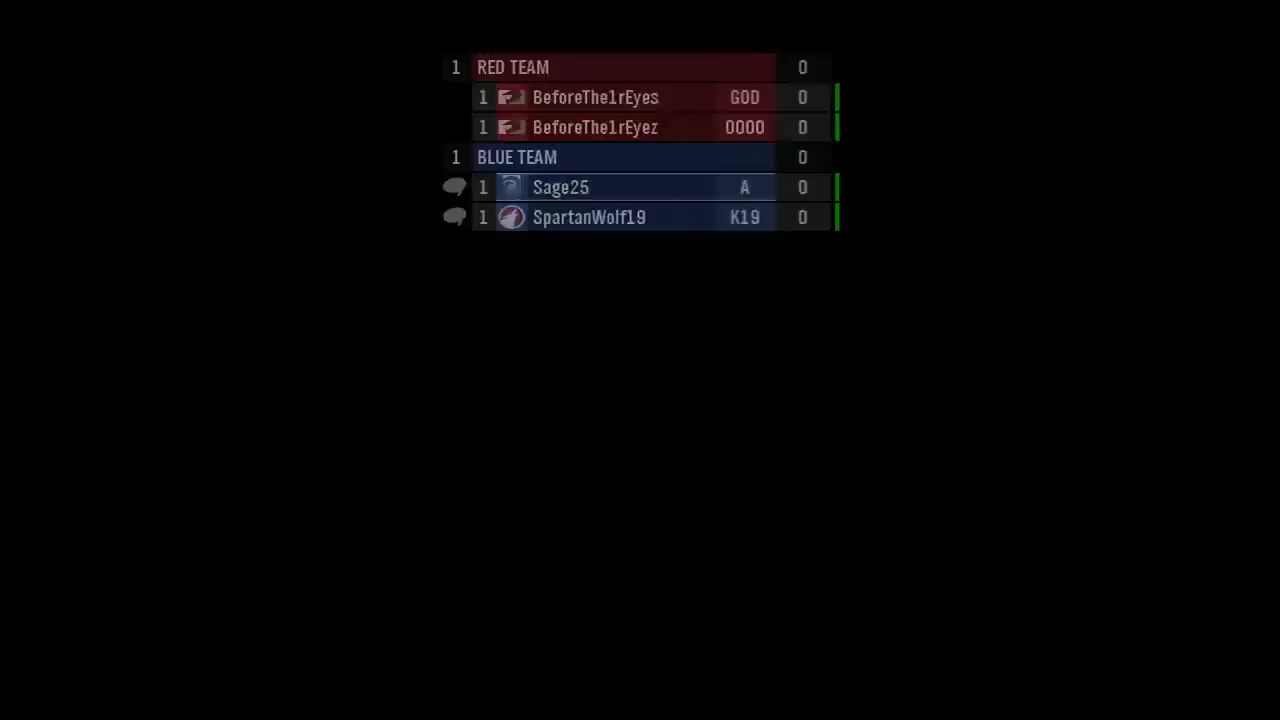 1 RED TEAM 0
1 BeforeThe1rEyes GOD 0
1 BeforeThe1rEyez 0000 0
1 BLUE TEAM 0
1 Sage25 A 0
1 SpartanWolf19 K19 0